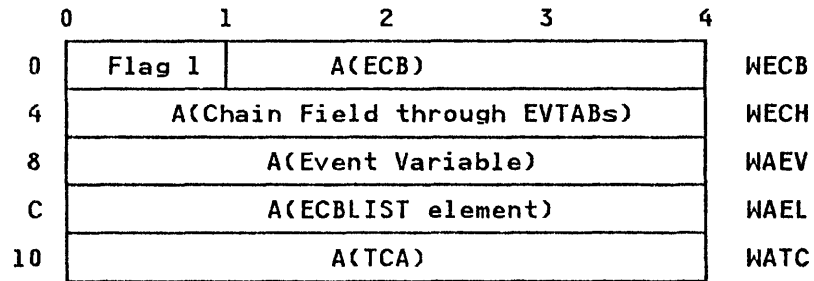 0 1 2 3 4
0 Flag 1 A(ECB) WECB
4 A(Chain Field through EVTABs) WECH
8 A(Event Variable) WAEV
C A(ECBLIST element) WAEL
10 A(TCA) WATC